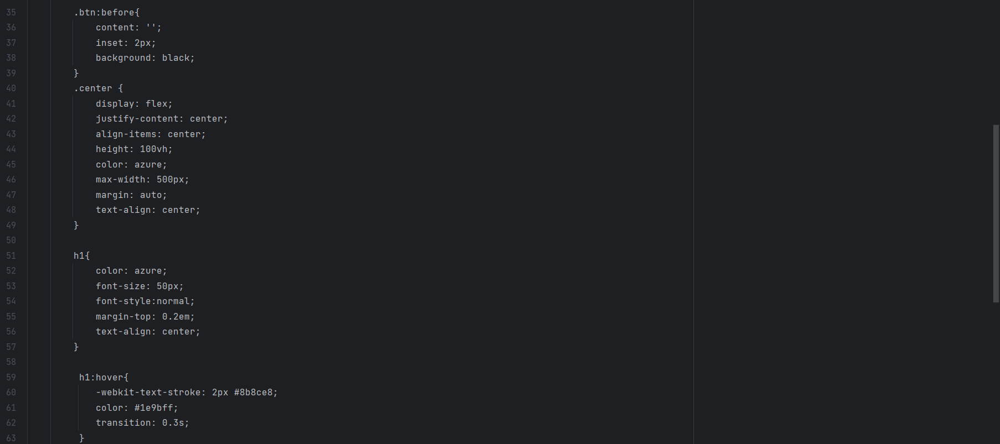 35 .btn:before{
36 content: '';
37 inset: 2px;
38 background: black;
39 }
40 .center {
41 display: flex;
42 justify-content: center;
43 align-items: center;
44 height: 100vh;
45 color: azure;
46 max-width: 500px;
47 margin: auto;
48 text-align: center;
49 }
50
51 h1{
52 color: azure;
53 font-size: 50px;
54 font-style:normal;
55 margin-top: 0.2em;
56 text-align: center;
57 }
58
59 h1:hover{
60 -webkit-text-stroke: 2px #8b8ce8;
61 color: #1e9bff;
62 transition: 0.3s;
63 }